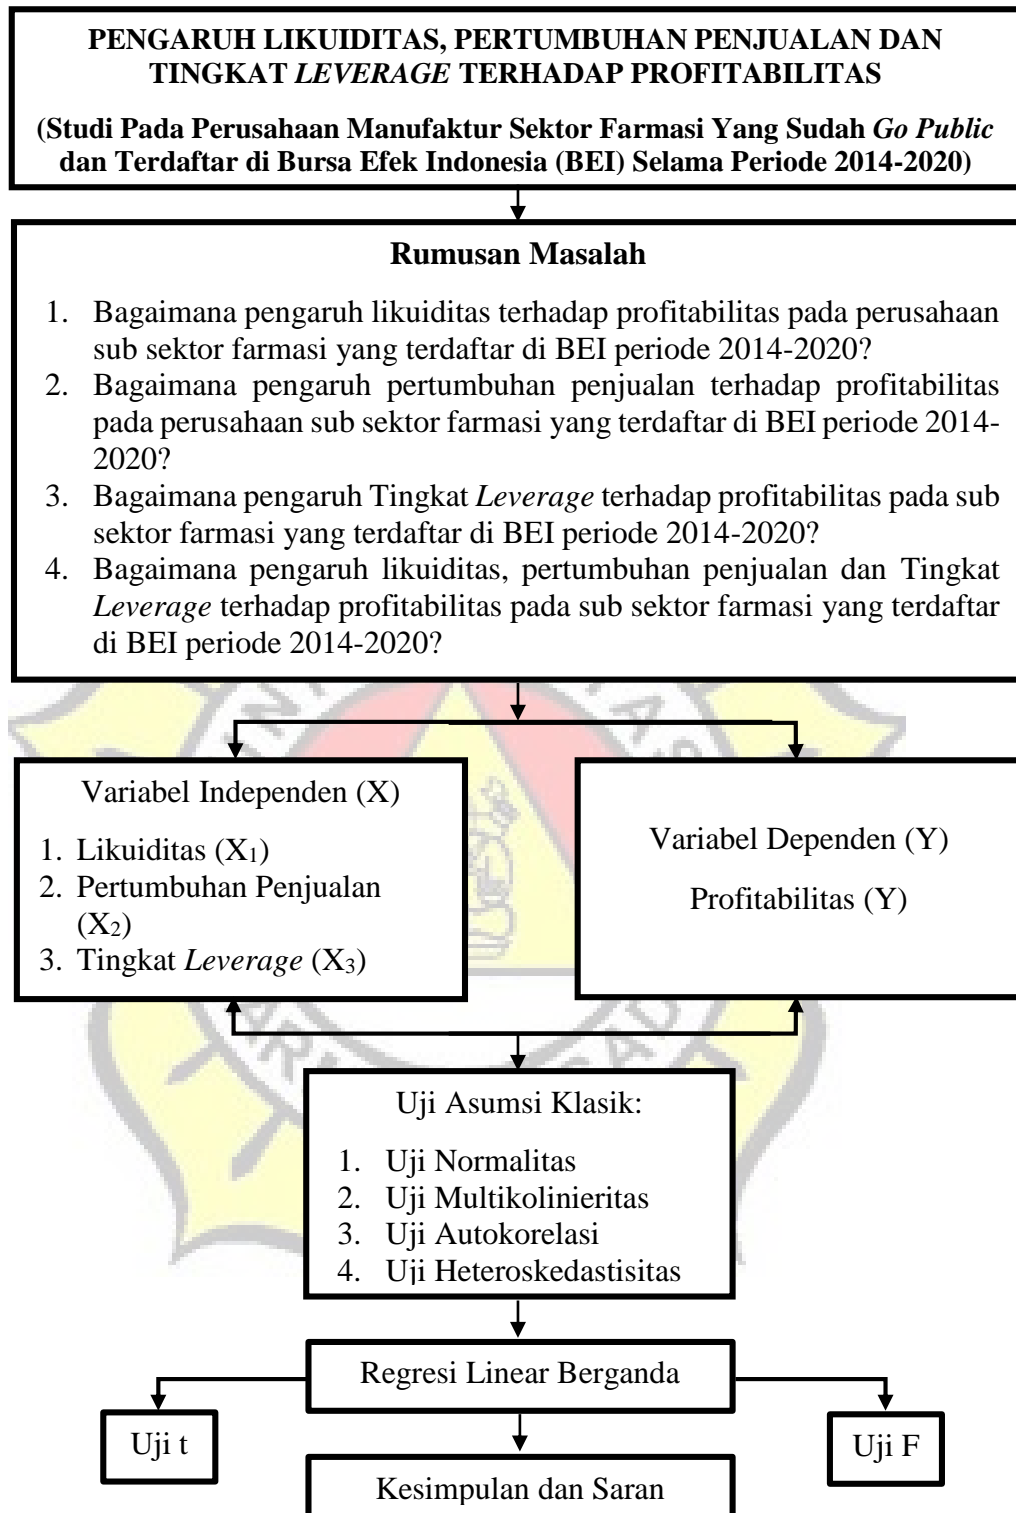 PENGARUH LIKUIDITAS, PERTUMBUHAN PENJUALAN DAN
TINGKAT LEVERAGE TERHADAP PROFITABILITAS
(Studi Pada Perusahaan Manufaktur Sektor Farmasi Yang Sudah Go Public
dan Terdaftar di Bursa Efek Indonesia (BEI) Selama Periode 2014-2020)
Rumusan Masalah
1. Bagaimana pengaruh likuiditas terhadap profitabilitas pada perusahaan
sub sektor farmasi yang terdaftar di BEI periode 2014-2020?
2. Bagaimana pengaruh pertumbuhan penjualan terhadap profitabilitas
pada perusahaan sub sektor farmasi yang terdaftar di BEI periode 2014-
2020?
3. Bagaimana pengaruh Tingkat Leverage terhadap profitabilitas pada sub
sektor farmasi yang terdaftar di BEI periode 2014-2020?
4. Bagaimana pengaruh likuiditas, pertumbuhan penjualan dan Tingkat
Leverage terhadap profitabilitas pada sub sektor farmasi yang terdaftar
di BEI periode 2014-2020?
Variabel Independen (X)
1. Likuiditas (X₁)
2. Pertumbuhan Penjualan
(X₂)
3. Tingkat Leverage (X₃)
Variabel Dependen (Y)
Profitabilitas (Y)
Uji Asumsi Klasik:
1. Uji Normalitas
2. Uji Multikolinieritas
3. Uji Autokorelasi
4. Uji Heteroskedastisitas
Regresi Linear Berganda
Uji t
Uji F
Kesimpulan dan Saran